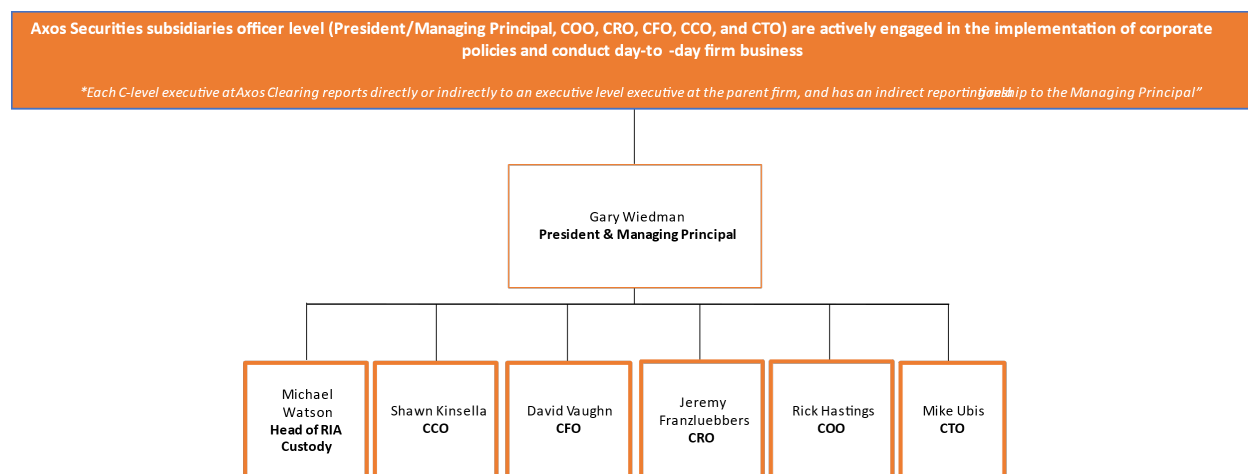 Axos Securities subsidiaries officer level (President/Managing Principal, COO, CRO, CFO, CCO, and CTO) are actively engaged in the implementation of corporate
policies and conduct day-to -day firm business
*Each C-level executive at Axos Clearing reports directly or indirectly to an executive level executive at the parent firm, and has an indirect reporting relationship to the Managing Principal”
Gary Wiedman
President & Managing Principal
Michael
Watson
Head of RIA
Custody
Shawn Kinsella
CCO
David Vaughn
CFO
Jeremy
Franzluebbers
CRO
Rick Hastings
COO
Mike Ubis
CTO